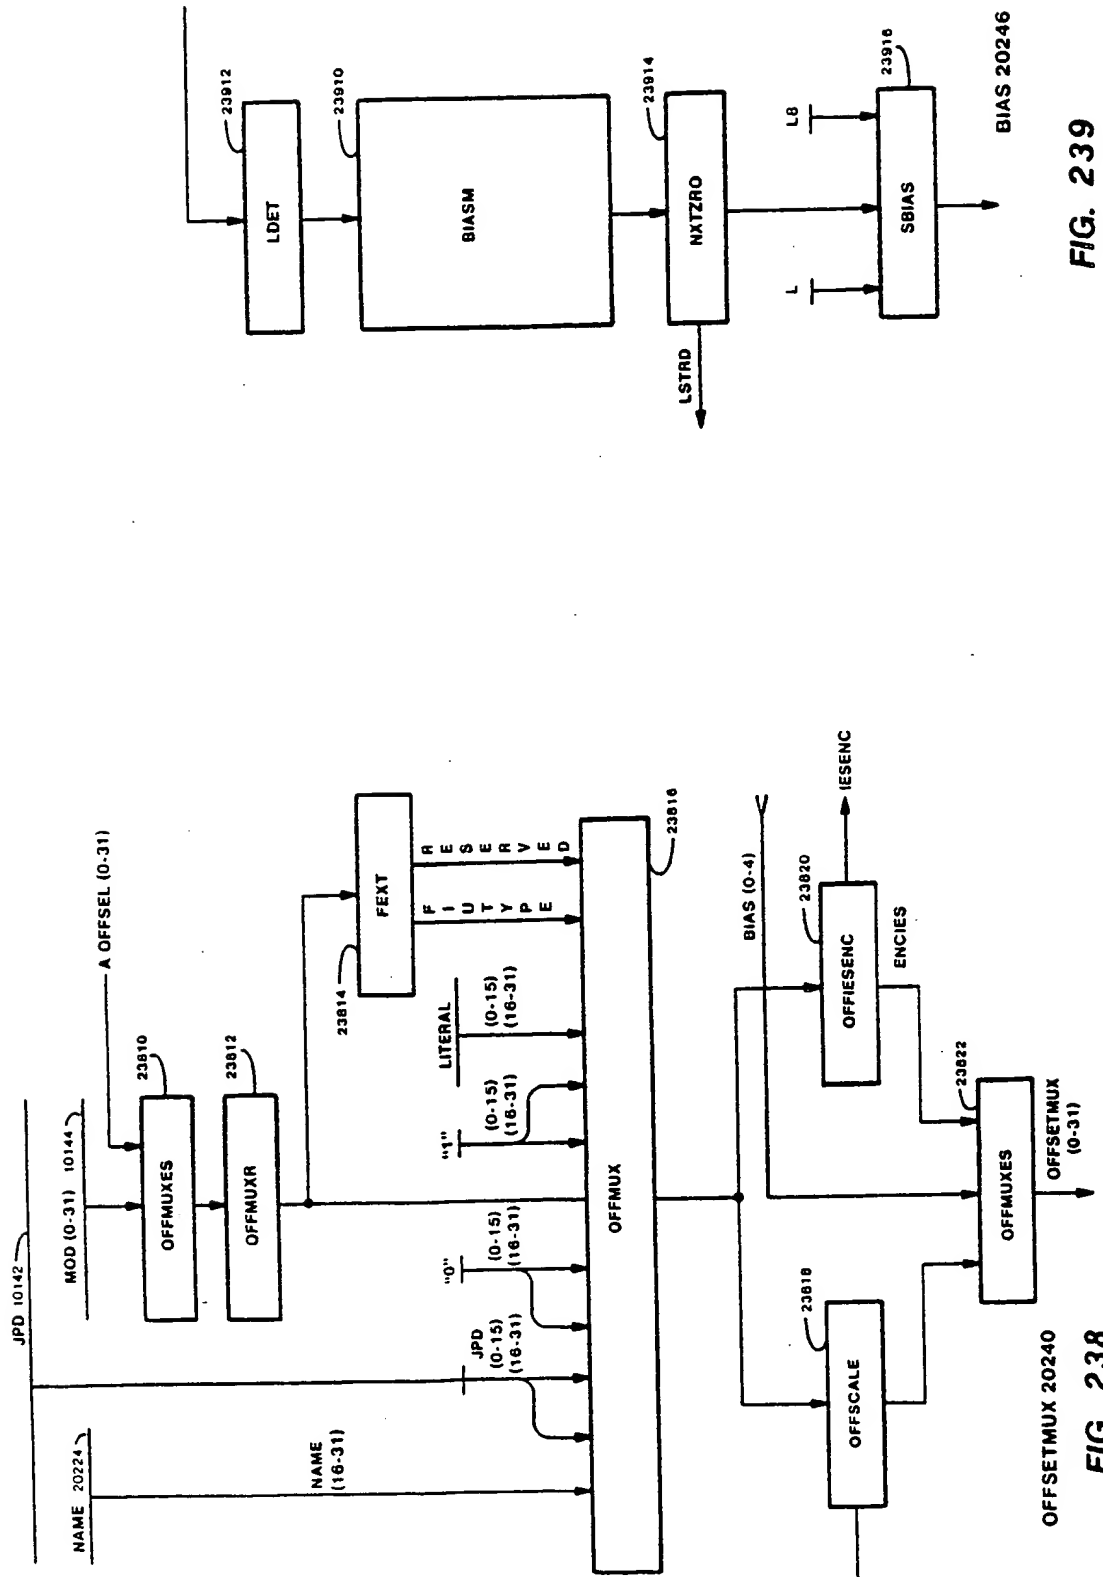 JPD 10142
MOD (0-31) 10144
A OFFSEL (0-31)
NAME 20224
OFFMUXES
23810
OFFMUXR
23812
FEXT
23814
FIUTYPE
RESERVED
NAME
(16-31)
JPD
(0-15)
(16-31)
"0"
(0-15)
(16-31)
"1"
(0-15)
(16-31)
LITERAL
(0-15)
(16-31)
OFFMUX
23816
BIAS (0-4)
OFFSCALE
23818
OFFIESENC
23820
IESENC
ENCIES
OFFMUXES
23822
OFFSETMUX
(0-31)
OFFSETMUX 20240
FIG. 238
LDET
23912
BIASM
23910
NXTZRO
23914
LSTRD
L
L8
SBIAS
23916
BIAS 20246
FIG. 239